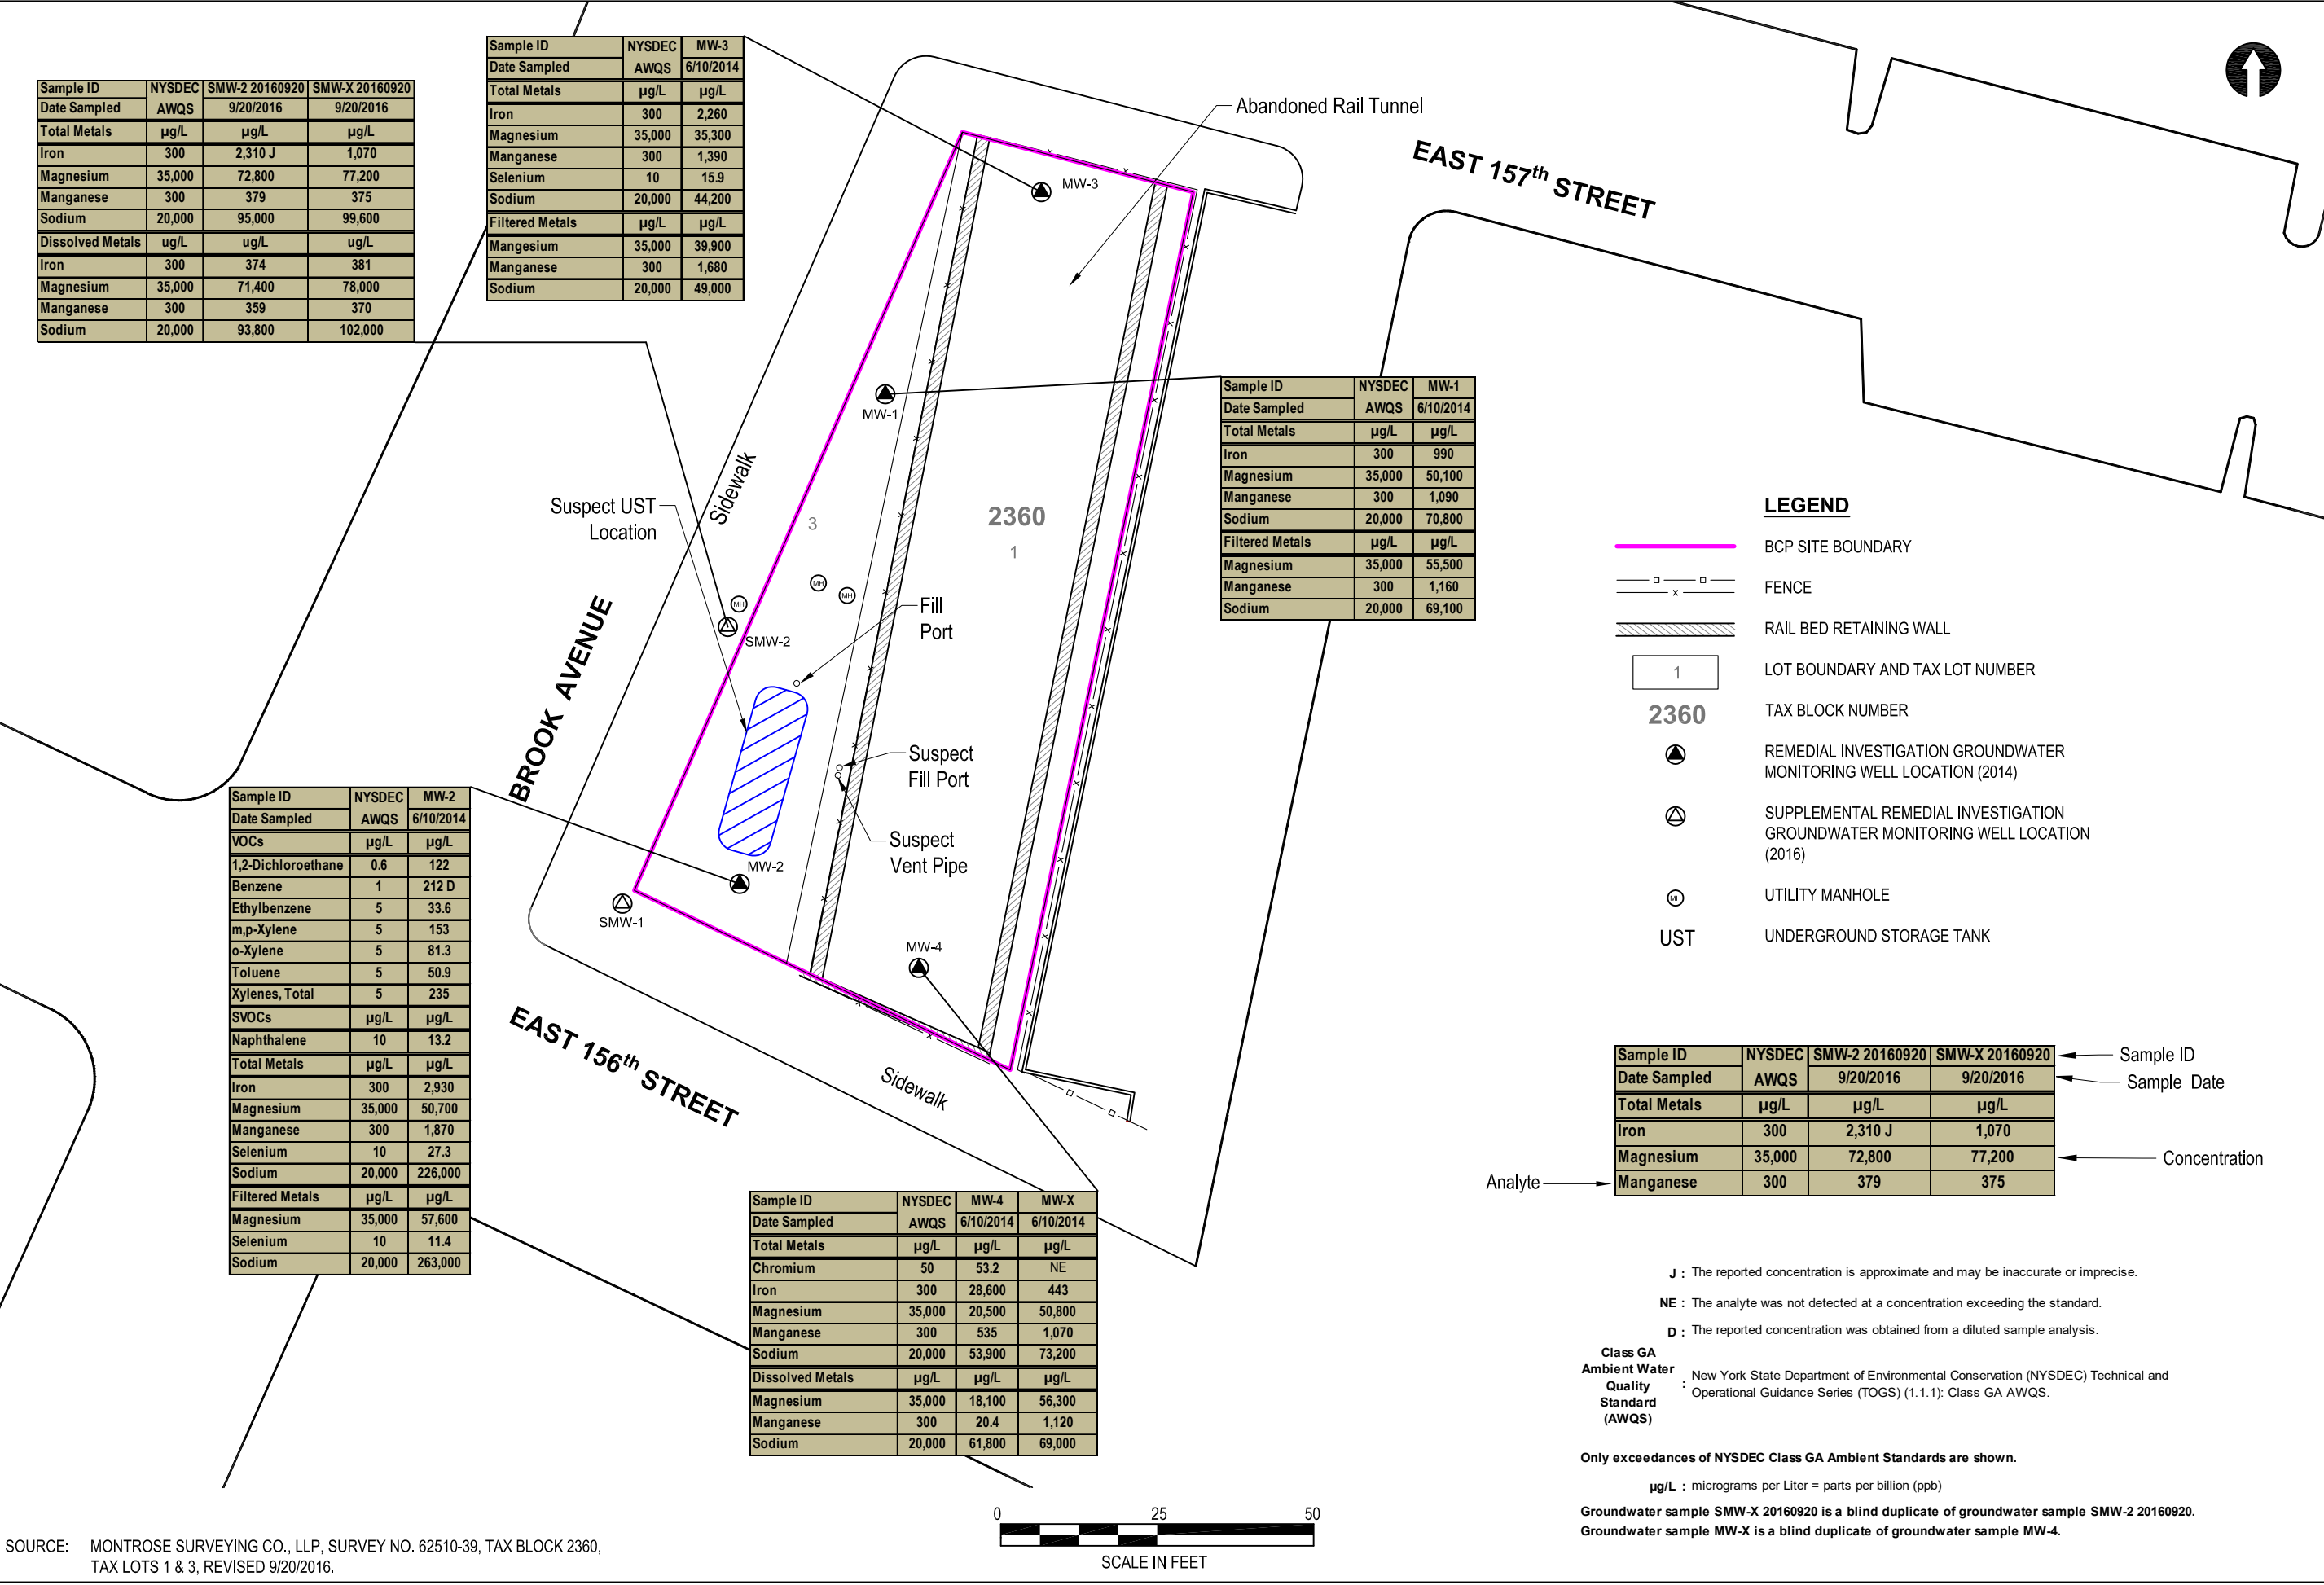 Sample ID NYSDEC SMW-2 20160920 SMW-X 20160920
Date Sampled AWQS 9/20/2016 9/20/2016
Total Metals µg/L µg/L µg/L
Iron 300 2,310 J 1,070
Magnesium 35,000 72,800 77,200
Manganese 300 379 375
Sodium 20,000 95,000 99,600
Dissolved Metals ug/L ug/L ug/L
Iron 300 374 381
Magnesium 35,000 71,400 78,000
Manganese 300 359 370
Sodium 20,000 93,800 102,000
Sample ID NYSDEC MW-3
Date Sampled AWQS 6/10/2014
Total Metals µg/L µg/L
Iron 300 2,260
Magnesium 35,000 35,300
Manganese 300 1,390
Selenium 10 15.9
Sodium 20,000 44,200
Filtered Metals µg/L µg/L
Mangesium 35,000 39,900
Manganese 300 1,680
Sodium 20,000 49,000
Abandoned Rail Tunnel
EAST 157th STREET
MW-3
MW-1
Sample ID NYSDEC MW-1
Date Sampled AWQS 6/10/2014
Total Metals µg/L µg/L
Iron 300 990
Magnesium 35,000 50,100
Manganese 300 1,090
Sodium 20,000 70,800
Filtered Metals µg/L µg/L
Magnesium 35,000 55,500
Manganese 300 1,160
Sodium 20,000 69,100
Sidewalk
Suspect UST
Location
3
2360
1
MH
MH
MH
SMW-2
Fill
Port
BROOK AVENUE
Suspect
Fill Port
Suspect
Vent Pipe
MW-2
SMW-1
MW-4
EAST 156th STREET
Sidewalk
Sample ID NYSDEC MW-2
Date Sampled AWQS 6/10/2014
VOCs µg/L µg/L
1,2-Dichloroethane 0.6 122
Benzene 1 212 D
Ethylbenzene 5 33.6
m,p-Xylene 5 153
o-Xylene 5 81.3
Toluene 5 50.9
Xylenes, Total 5 235
SVOCs µg/L µg/L
Naphthalene 10 13.2
Total Metals µg/L µg/L
Iron 300 2,930
Magnesium 35,000 50,700
Manganese 300 1,870
Selenium 10 27.3
Sodium 20,000 226,000
Filtered Metals µg/L µg/L
Magnesium 35,000 57,600
Selenium 10 11.4
Sodium 20,000 263,000
Sample ID NYSDEC MW-4 MW-X
Date Sampled AWQS 6/10/2014 6/10/2014
Total Metals µg/L µg/L µg/L
Chromium 50 53.2 NE
Iron 300 28,600 443
Magnesium 35,000 20,500 50,800
Manganese 300 535 1,070
Sodium 20,000 53,900 73,200
Dissolved Metals µg/L µg/L µg/L
Magnesium 35,000 18,100 56,300
Manganese 300 20.4 1,120
Sodium 20,000 61,800 69,000
LEGEND
BCP SITE BOUNDARY
FENCE
RAIL BED RETAINING WALL
1 LOT BOUNDARY AND TAX LOT NUMBER
2360 TAX BLOCK NUMBER
REMEDIAL INVESTIGATION GROUNDWATER
MONITORING WELL LOCATION (2014)
SUPPLEMENTAL REMEDIAL INVESTIGATION
GROUNDWATER MONITORING WELL LOCATION
(2016)
MH UTILITY MANHOLE
UST UNDERGROUND STORAGE TANK
Sample ID NYSDEC SMW-2 20160920 SMW-X 20160920 Sample ID
Date Sampled AWQS 9/20/2016 9/20/2016 Sample Date
Total Metals µg/L µg/L µg/L
Iron 300 2,310 J 1,070
Magnesium 35,000 72,800 77,200 Concentration
Analyte Manganese 300 379 375
J : The reported concentration is approximate and may be inaccurate or imprecise.
NE : The analyte was not detected at a concentration exceeding the standard.
D : The reported concentration was obtained from a diluted sample analysis.
Class GA
Ambient Water
Quality
Standard
(AWQS)
: New York State Department of Environmental Conservation (NYSDEC) Technical and
Operational Guidance Series (TOGS) (1.1.1): Class GA AWQS.
Only exceedances of NYSDEC Class GA Ambient Standards are shown.
µg/L : micrograms per Liter = parts per billion (ppb)
Groundwater sample SMW-X 20160920 is a blind duplicate of groundwater sample SMW-2 20160920.
Groundwater sample MW-X is a blind duplicate of groundwater sample MW-4.
0 25 50
SCALE IN FEET
SOURCE: MONTROSE SURVEYING CO., LLP, SURVEY NO. 62510-39, TAX BLOCK 2360,
TAX LOTS 1 & 3, REVISED 9/20/2016.